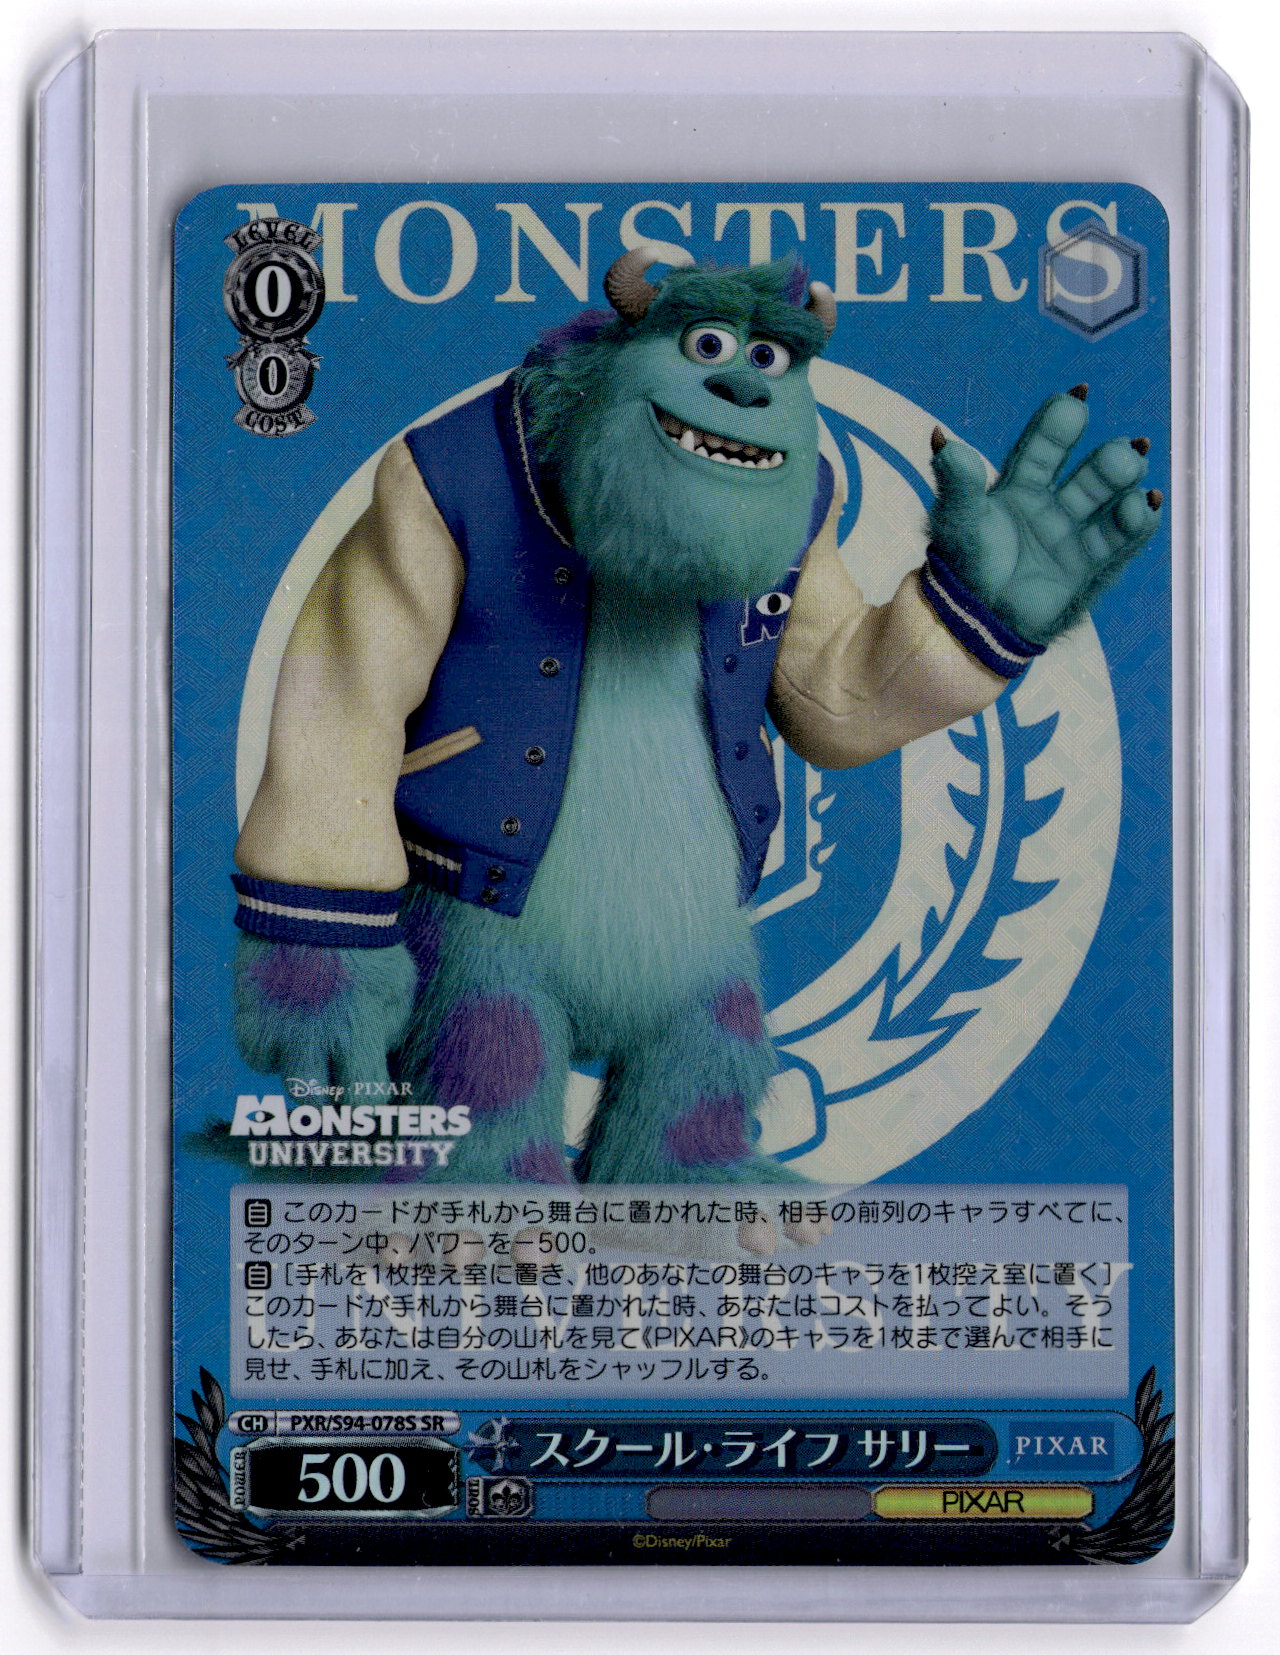 MONSTERS
LEVEL
0
0
COST
M
Disney·PIXAR
MONSTERS
UNIVERSITY
自 このカードが手札から舞台に置かれた時、相手の前列のキャラすべてに、
そのターン中、パワーを－500。
自 [手札を1枚控え室に置き、他のあなたの舞台のキャラを1枚控え室に置く]
このカードが手札から舞台に置かれた時、あなたはコストを払ってよい。そう
したら、あなたは自分の山札を見て《PIXAR》のキャラを1枚まで選んで相手に
見せ、手札に加え、その山札をシャッフルする。
UNIVERSITY
CH PXR/S94-078S SR
POWER
500
スクール・ライフ サリー
PIXAR
SOUL
PIXAR
©Disney/Pixar